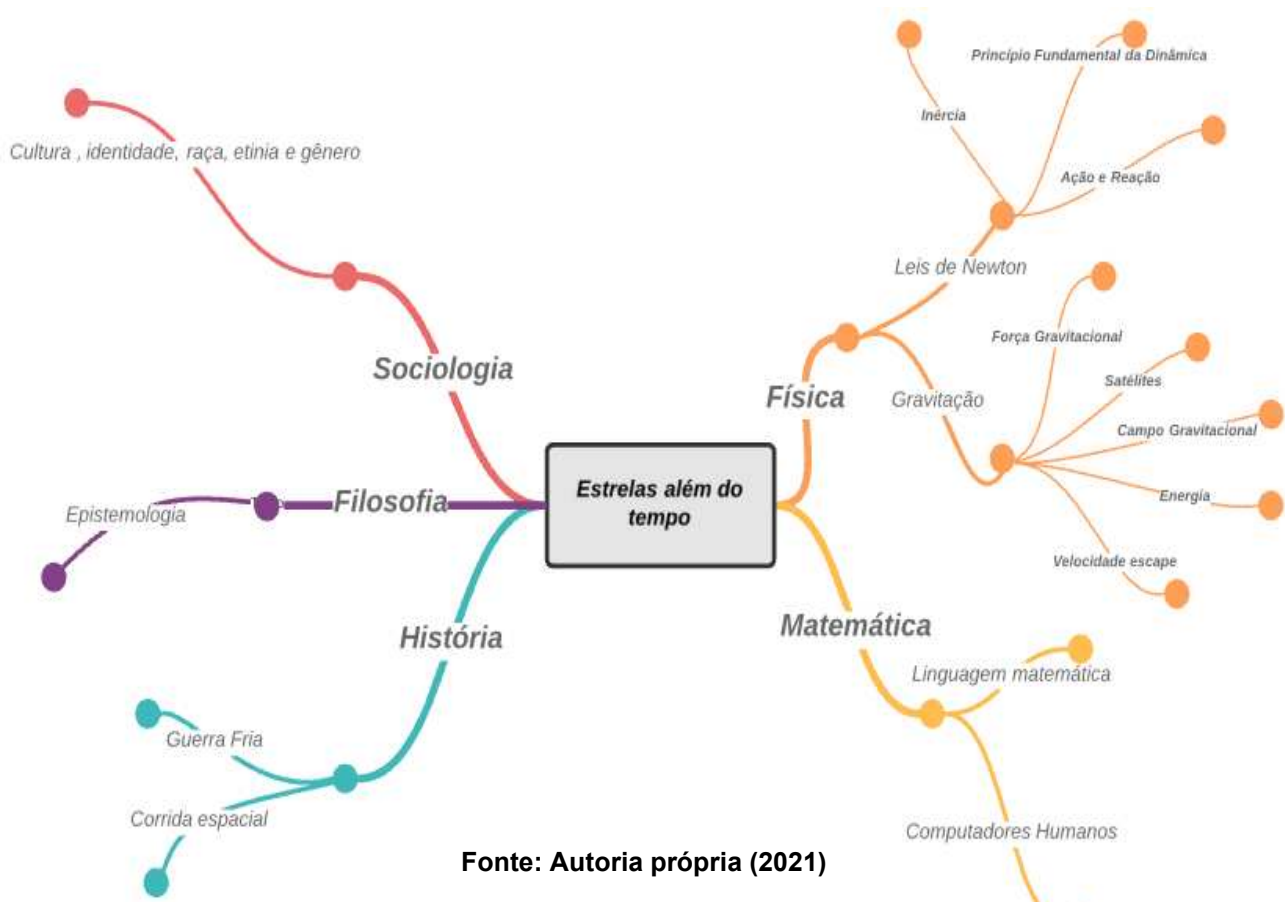 Princípio Fundamental da Dinâmica
Inércia
Cultura , identidade, raça, etinia e gênero
Ação e Reação
Leis de Newton
Força Gravitacional
Sociologia
Satélites
Física
Gravitação
Campo Gravitacional
Estrelas além do
tempo
Energia
Filosofia
Epistemologia
Velocidade escape
História
Matemática
Linguagem matemática
Guerra Fria
Corrida espacial
Computadores Humanos
Fonte: Autoria própria (2021)